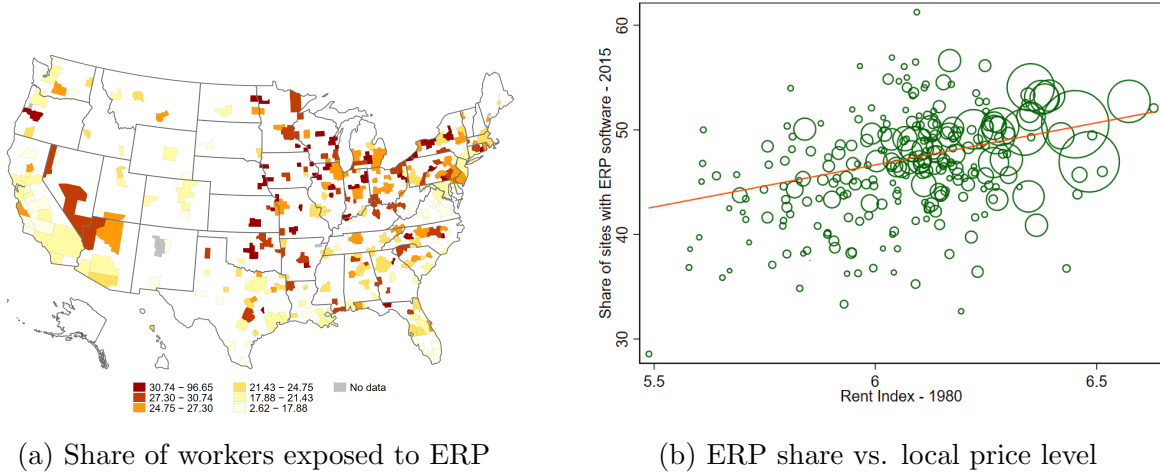 30.74 − 96.65
27.30 − 30.74
24.75 − 27.30
21.43 − 24.75
17.88 − 21.43
2.62 − 17.88
No data
(a) Share of workers exposed to ERP
Share of sites with ERP software - 2015
60
50
40
30
5.5
6
6.5
Rent Index - 1980
(b) ERP share vs. local price level